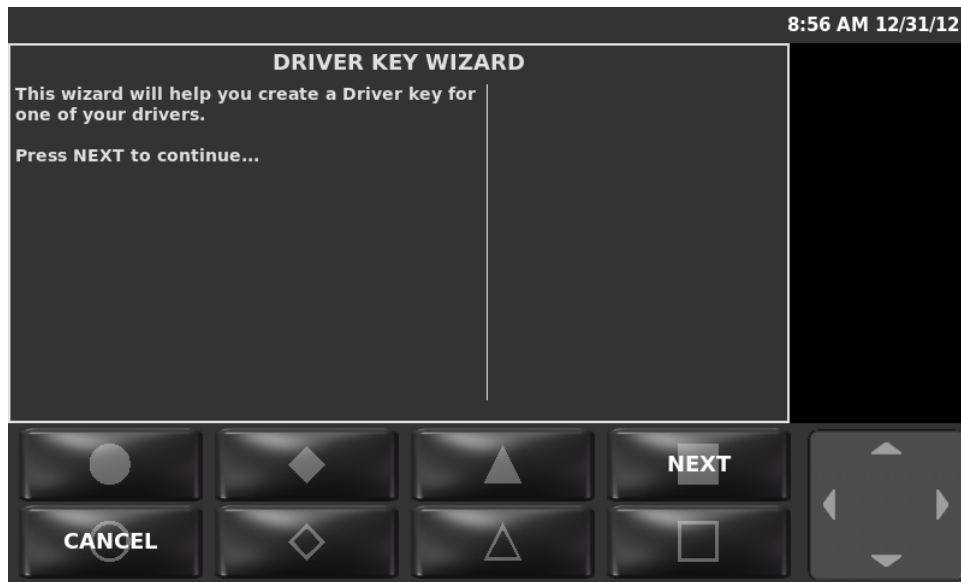 8:56 AM 12/31/12
DRIVER KEY WIZARD
This wizard will help you create a Driver key for
one of your drivers.
Press NEXT to continue...
NEXT
CANCEL